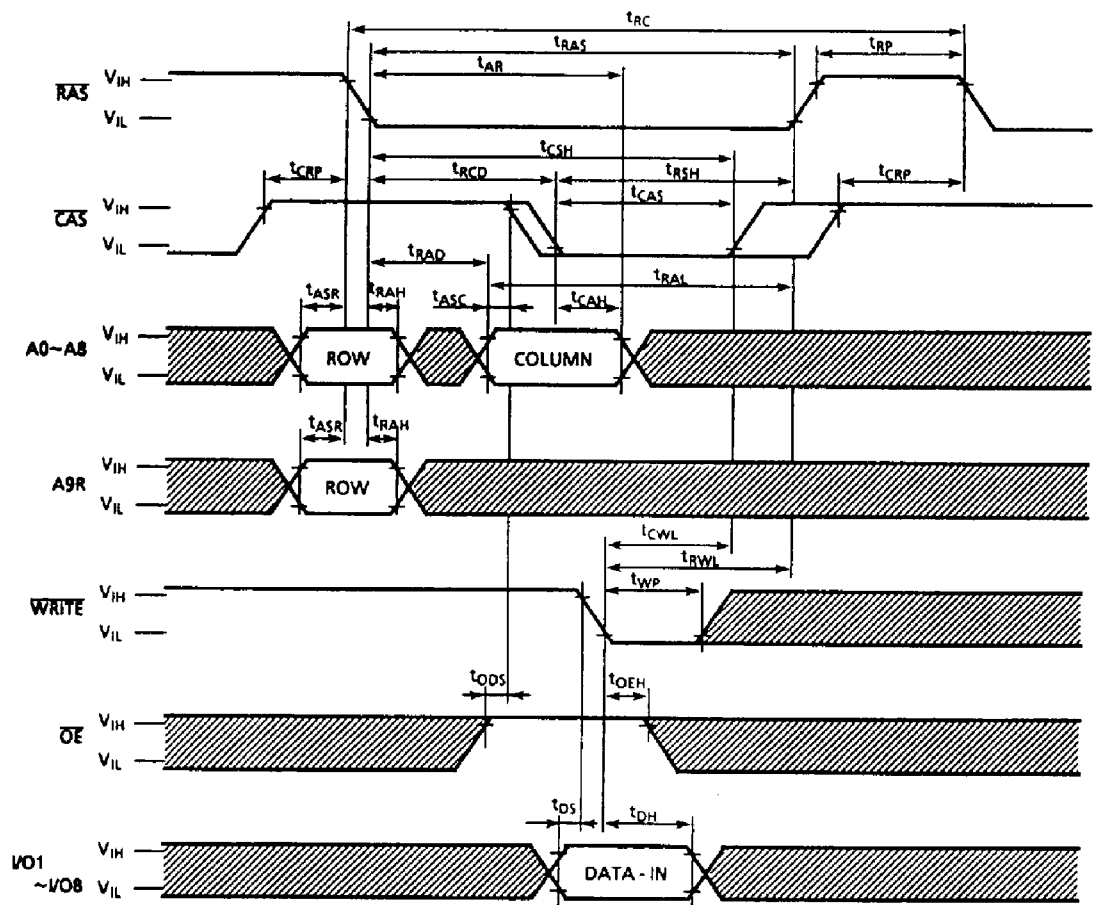 tRC
tRAS
tRP
tAR
RAS
VIH
VIL
tCSH
tCRP
tRCD
tRSH
tCRP
tCAS
CAS
VIH
VIL
tRAD
tRAL
tASR
tRAH
tASC
tCAH
A0~A8
VIH
VIL
ROW
COLUMN
tASR
tRAH
A9R
VIH
VIL
ROW
tCWL
tRWL
tWP
WRITE
VIH
VIL
tODS
tOEH
OE
VIH
VIL
tDS
tDH
I/O1
~I/O8
VIH
VIL
DATA - IN